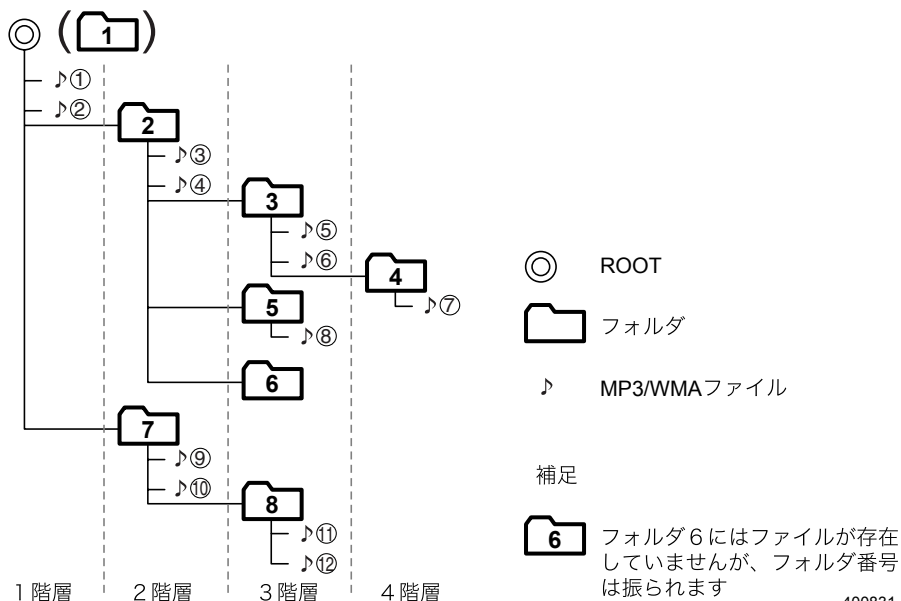 (1)
♪①
♪②
2
♪③
♪④
3
♪⑤
♪⑥
4
♪⑦
5
♪⑧
6
7
♪⑨
♪⑩
8
♪⑪
♪⑫
1階層 2階層 3階層 4階層
ROOT
フォルダ
♪ MP3/WMAファイル
補足
6 フォルダ6にはファイルが存在
していませんが、フォルダ番号
は振られます